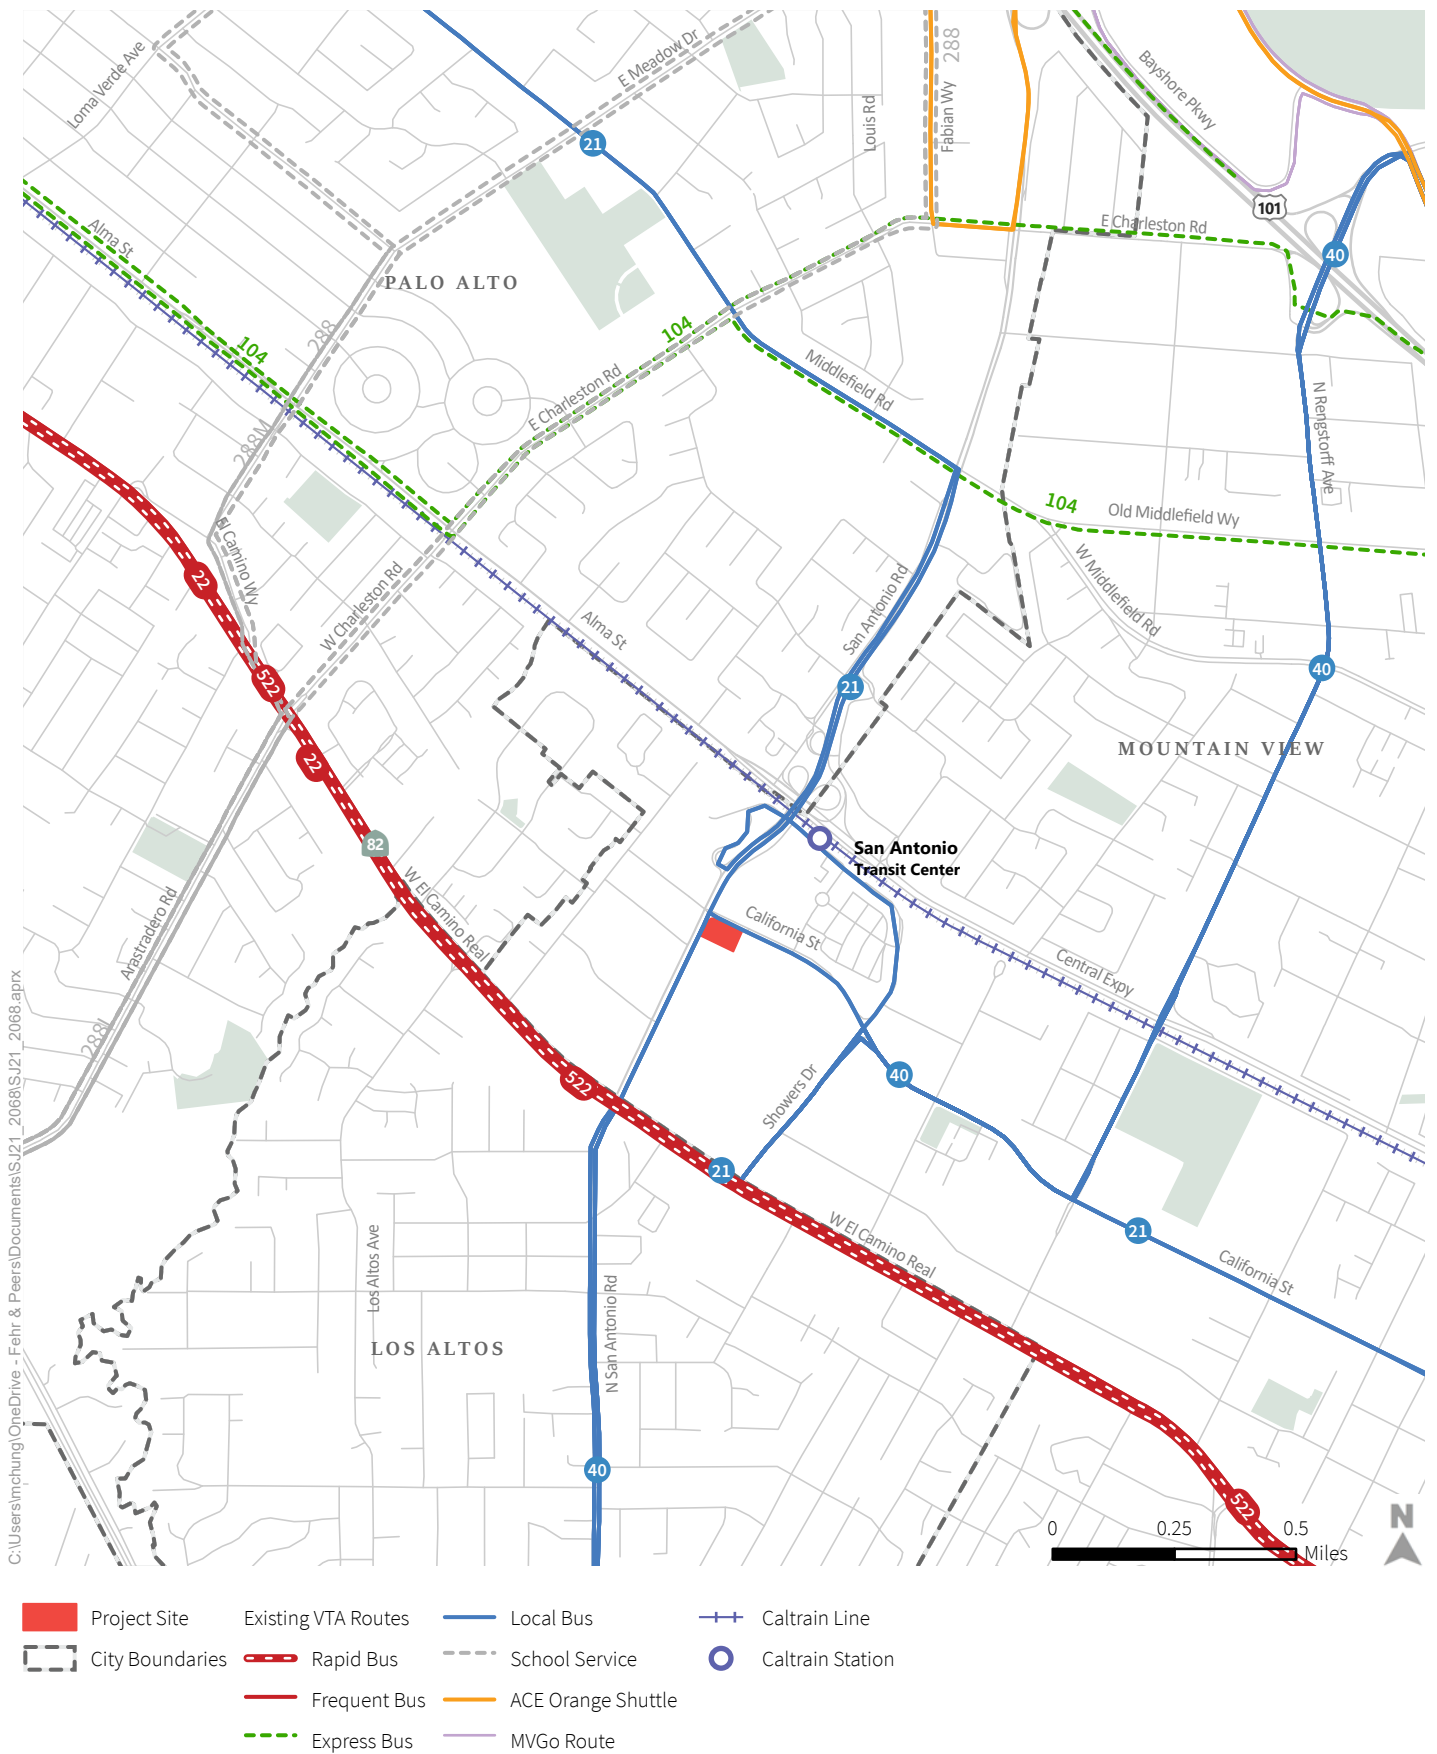 Loma Verde Ave
E Meadow Dr
Louis Rd
Fabian Wy
288
Bayshore Pkwy
21
101
E Charleston Rd
40
Alma St
PALO ALTO
288
104
104
Middlefield Rd
E Charleston Rd
N Rengstorff Ave
288M
104
Old Middlefield Wy
El Camino Wy
22
W Charleston Rd
W Middlefield Rd
San Antonio Rd
Alma St
522
21
40
MOUNTAIN VIEW
22
82
San Antonio
Transit Center
W El Camino Real
California St
Arastradero Rd
Central Expy
288L
522
40
Showers Dr
21
W El Camino Real
21
California St
Los Altos Ave
N San Antonio Rd
LOS ALTOS
40
522
N
0 0.25 0.5
Miles
C:\Users\mchung\OneDrive - Fehr & Peers\Documents\SJ21_2068\SJ21_2068.aprx
Project Site
City Boundaries
Existing VTA Routes
Rapid Bus
Frequent Bus
Express Bus
Local Bus
School Service
ACE Orange Shuttle
MVGo Route
Caltrain Line
Caltrain Station